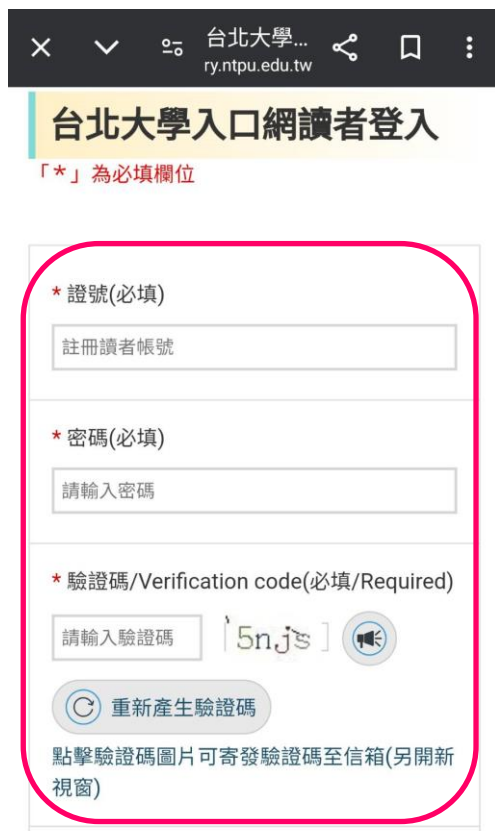 台北大學...
ry.ntpu.edu.tw
台北大學入口網讀者登入
「*」為必填欄位
* 證號(必填)
註冊讀者帳號
* 密碼(必填)
請輸入密碼
* 驗證碼/Verification code(必填/Required)
請輸入驗證碼
5njs
重新產生驗證碼
點擊驗證碼圖片可寄發驗證碼至信箱(另開新
視窗)